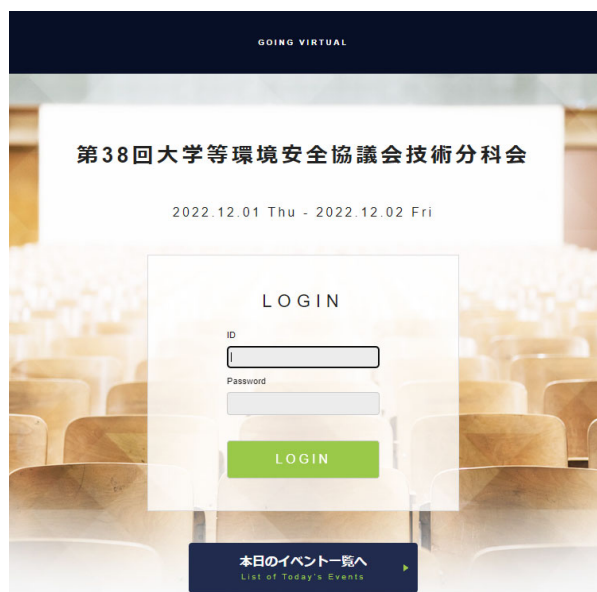 GOING VIRTUAL
第38回大学等環境安全協議会技術分科会
2022.12.01 Thu - 2022.12.02 Fri
LOGIN
ID
Password
LOGIN
本日のイベント一覧へ
List of Today's Events